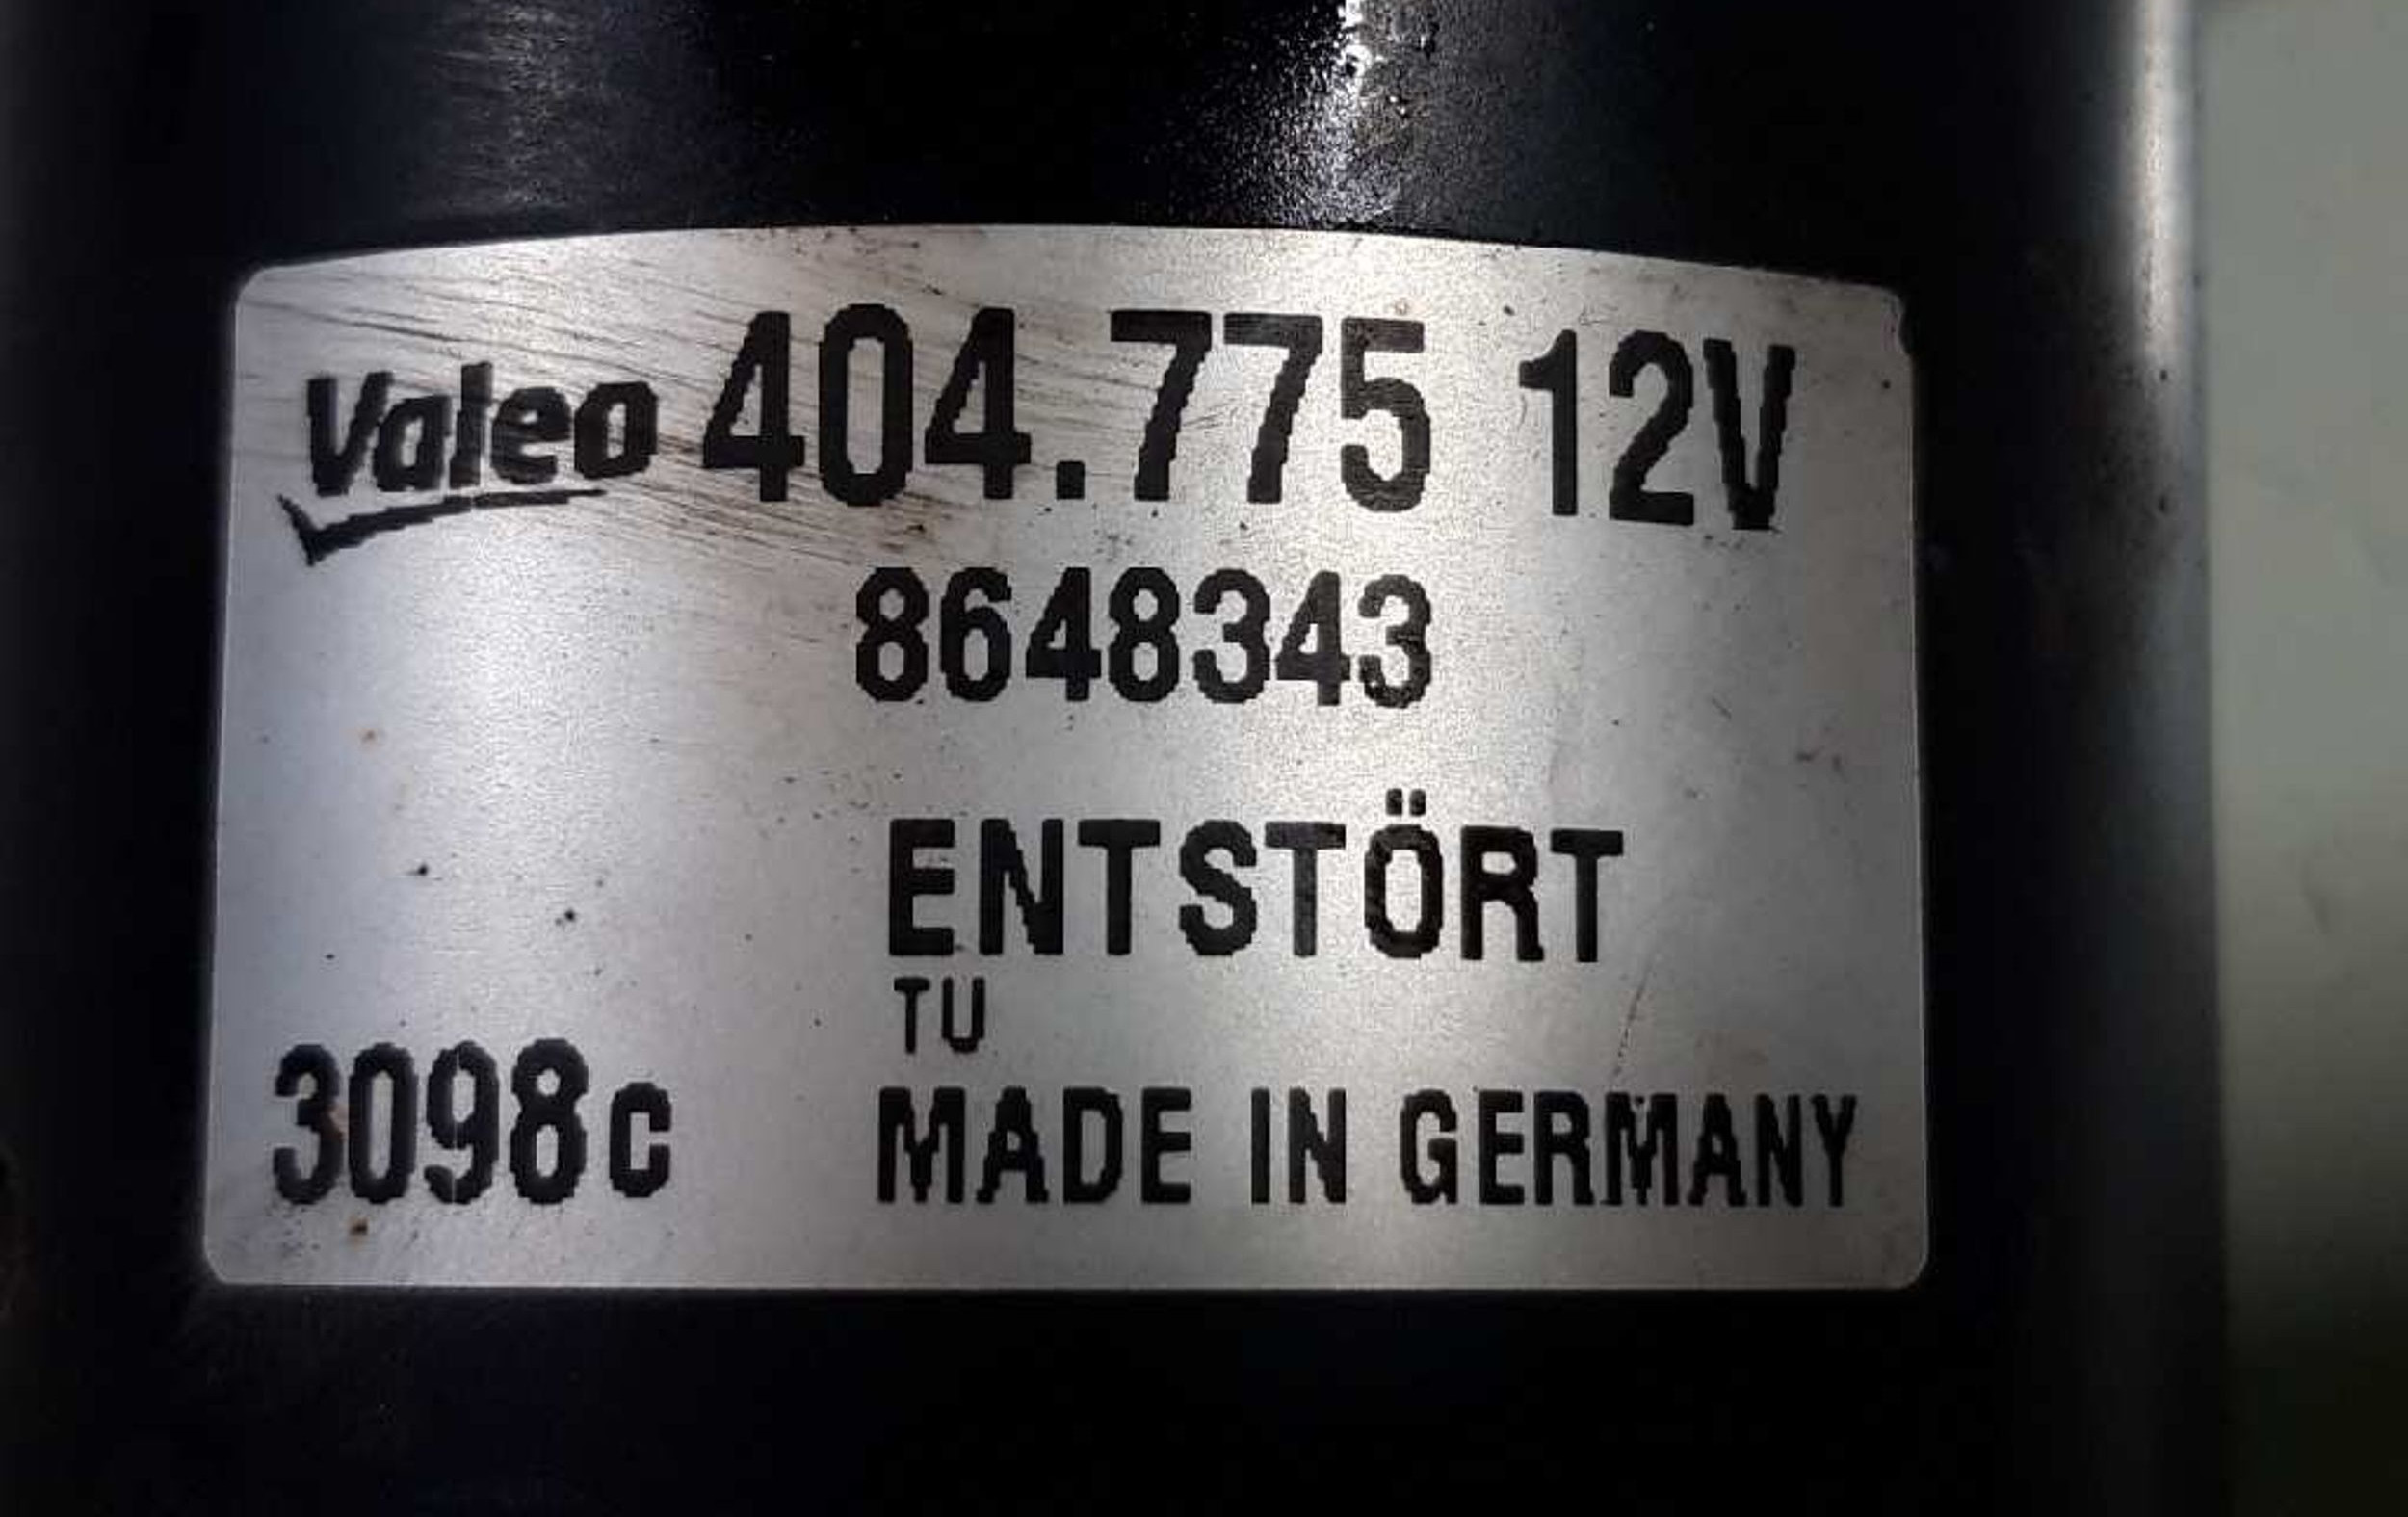 Valeo 404.775 12V
8648343
ENTSTÖRT
TU
3098c MADE IN GERMANY